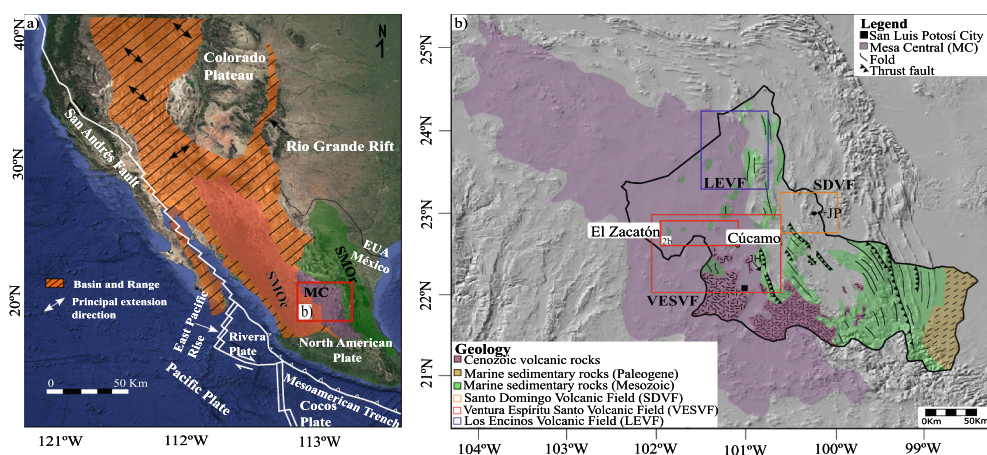 a)
40°N
30°N
20°N
N
Colorado
Plateau
Rio Grande Rift
San Andrés Fault
EUA
México
SMOr
SMOc
MC
b)
Basin and Range
Principal extension
direction
East Pacific
Rise
Rivera
Plate
North American
Plate
Pacific Plate
Mesoamerican Trench
Cocos
Plate
0 50 Km
121°W 112°W 113°W
b)
25°N
24°N
23°N
22°N
21°N
Legend
San Luis Potosí City
Mesa Central (MC)
Fold
Thrust fault
LEVF
SDVF
JP
El Zacatón
2b
Cúcamo
VESVF
Geology
Cenozoic volcanic rocks
Marine sedimentary rocks (Paleogene)
Marine sedimentary rocks (Mesozoic)
Santo Domingo Volcanic Field (SDVF)
Ventura Espíritu Santo Volcanic Field (VESVF)
Los Encinos Volcanic Field (LEVF)
0Km 50Km
104°W 103°W 102°W 101°W 100°W 99°W